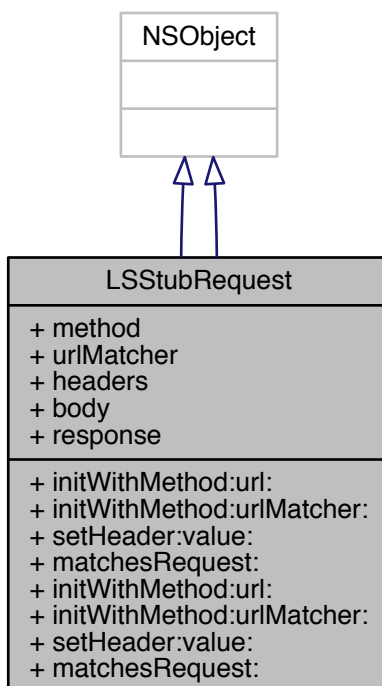 NSObject
LSStubRequest
+ method
+ urlMatcher
+ headers
+ body
+ response
+ initWithMethod:url:
+ initWithMethod:urlMatcher:
+ setHeader:value:
+ matchesRequest:
+ initWithMethod:url:
+ initWithMethod:urlMatcher:
+ setHeader:value:
+ matchesRequest: